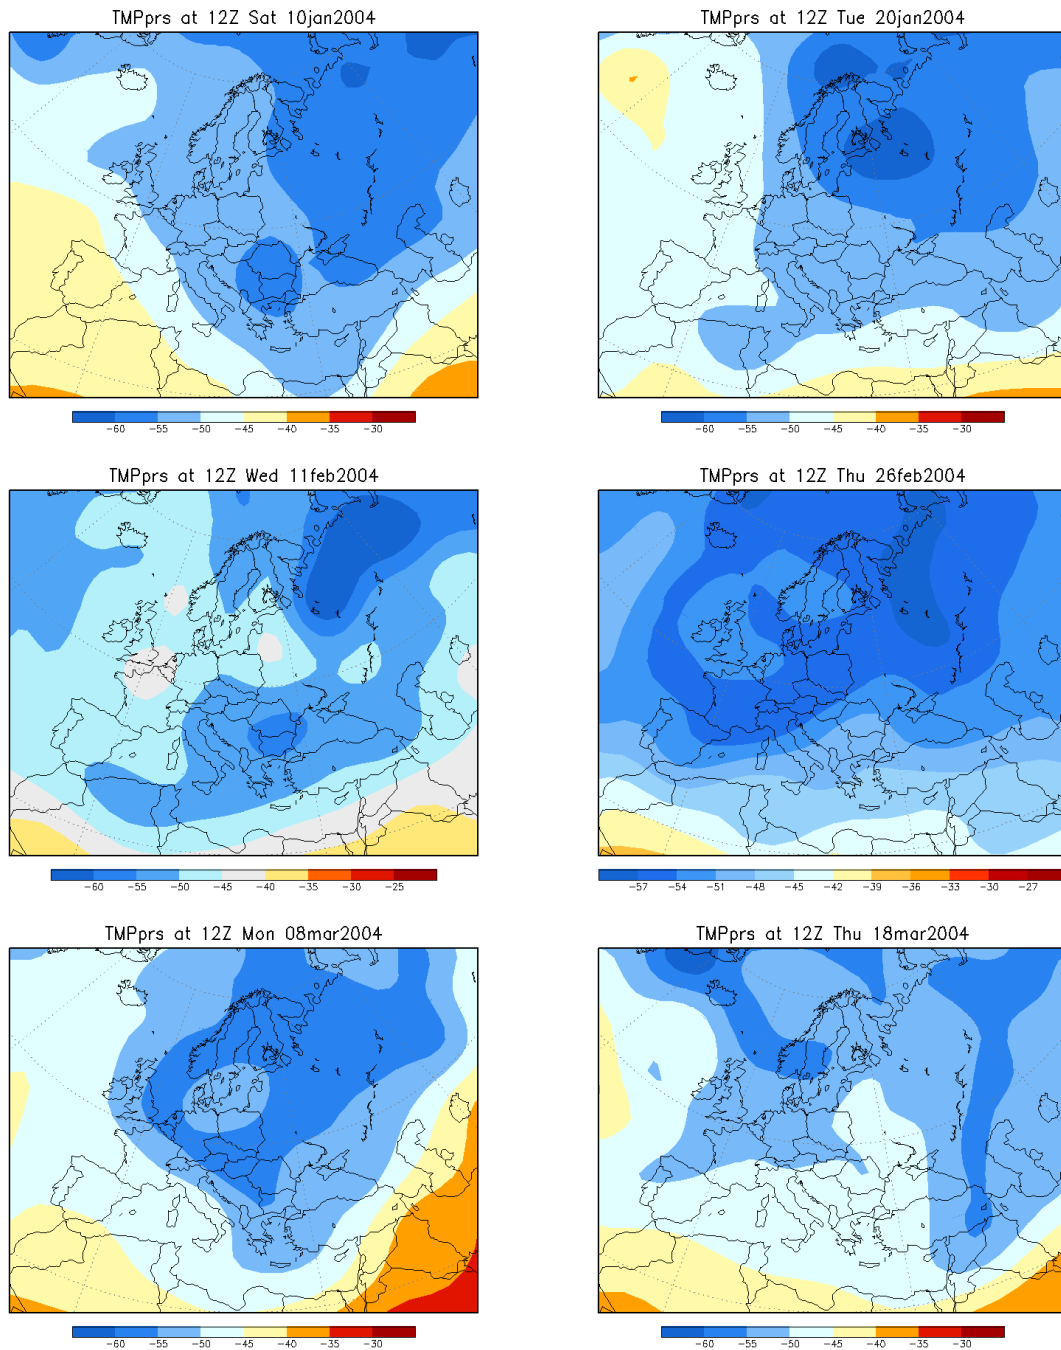 TMPprs at 12Z Sat 10jan2004
TMPprs at 12Z Tue 20jan2004
-60 -55 -50 -45 -40 -35 -30
-60 -55 -50 -45 -40 -35 -30
TMPprs at 12Z Wed 11feb2004
TMPprs at 12Z Thu 26feb2004
-60 -55 -50 -45 -40 -35 -30 -25
-57 -54 -51 -48 -45 -42 -39 -36 -33 -30 -27
TMPprs at 12Z Mon 08mar2004
TMPprs at 12Z Thu 18mar2004
-60 -55 -50 -45 -40 -35 -30
-60 -55 -50 -45 -40 -35 -30